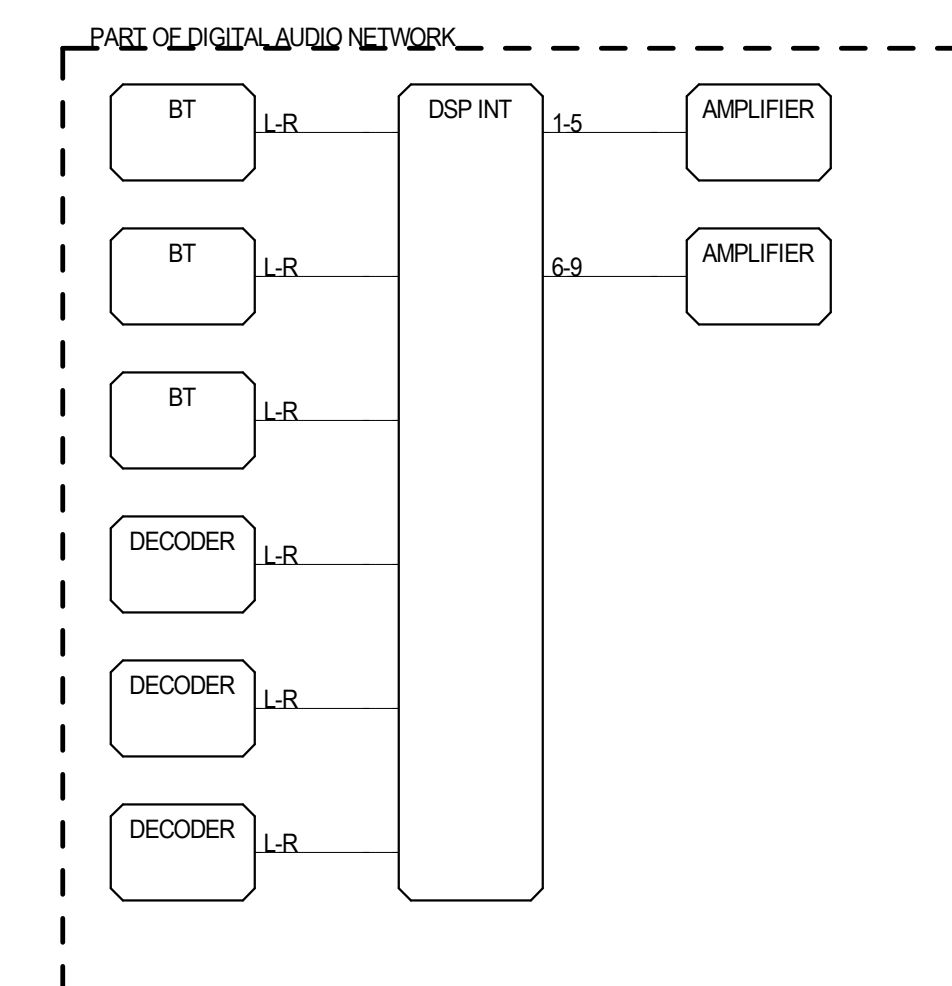 PART OF DIGITAL AUDIO NETWORK
BT
L-R
DSP INT
1-5
AMPLIFIER
BT
L-R
6-9
AMPLIFIER
BT
L-R
DECODER
L-R
DECODER
L-R
DECODER
L-R